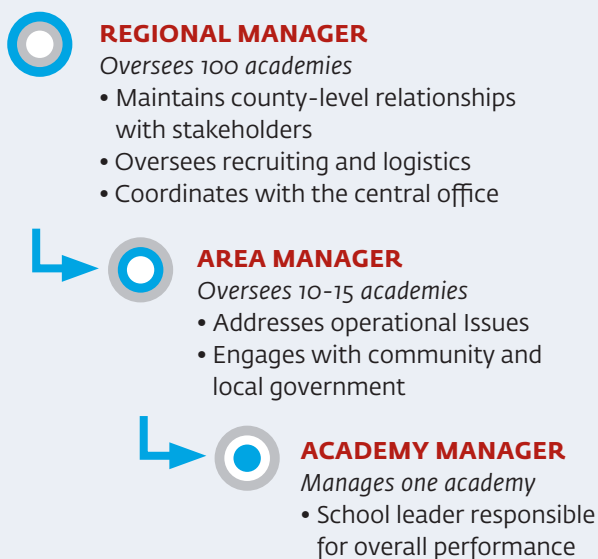 REGIONAL MANAGER
Oversees 100 academies
• Maintains county-level relationships
with stakeholders
• Oversees recruiting and logistics
• Coordinates with the central office
AREA MANAGER
Oversees 10-15 academies
• Addresses operational Issues
• Engages with community and
local government
ACADEMY MANAGER
Manages one academy
• School leader responsible
for overall performance